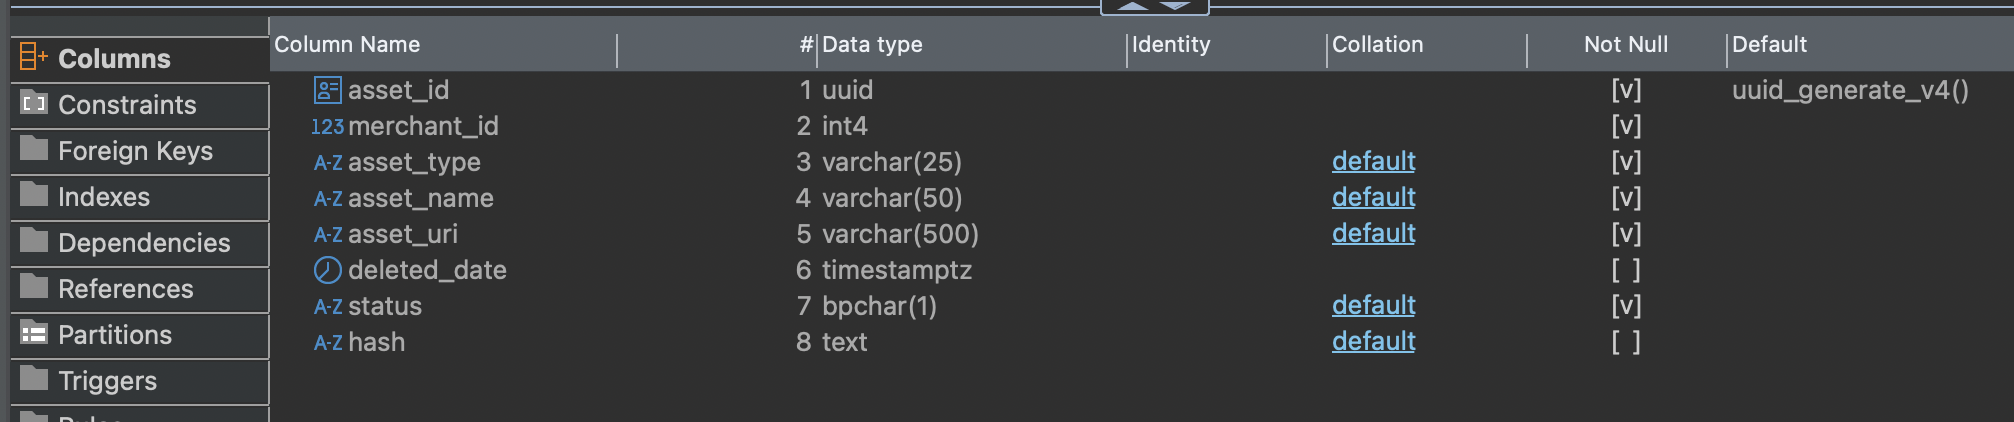 Column Name # Data type Identity Collation Not Null Default
Columns
Constraints
Foreign Keys
Indexes
Dependencies
References
Partitions
Triggers
asset_id 1 uuid [v] uuid_generate_v4()
123 merchant_id 2 int4 [v]
A-Z asset_type 3 varchar(25) default [v]
A-Z asset_name 4 varchar(50) default [v]
A-Z asset_uri 5 varchar(500) default [v]
deleted_date 6 timestamptz [ ]
A-Z status 7 bpchar(1) default [v]
A-Z hash 8 text default [ ]